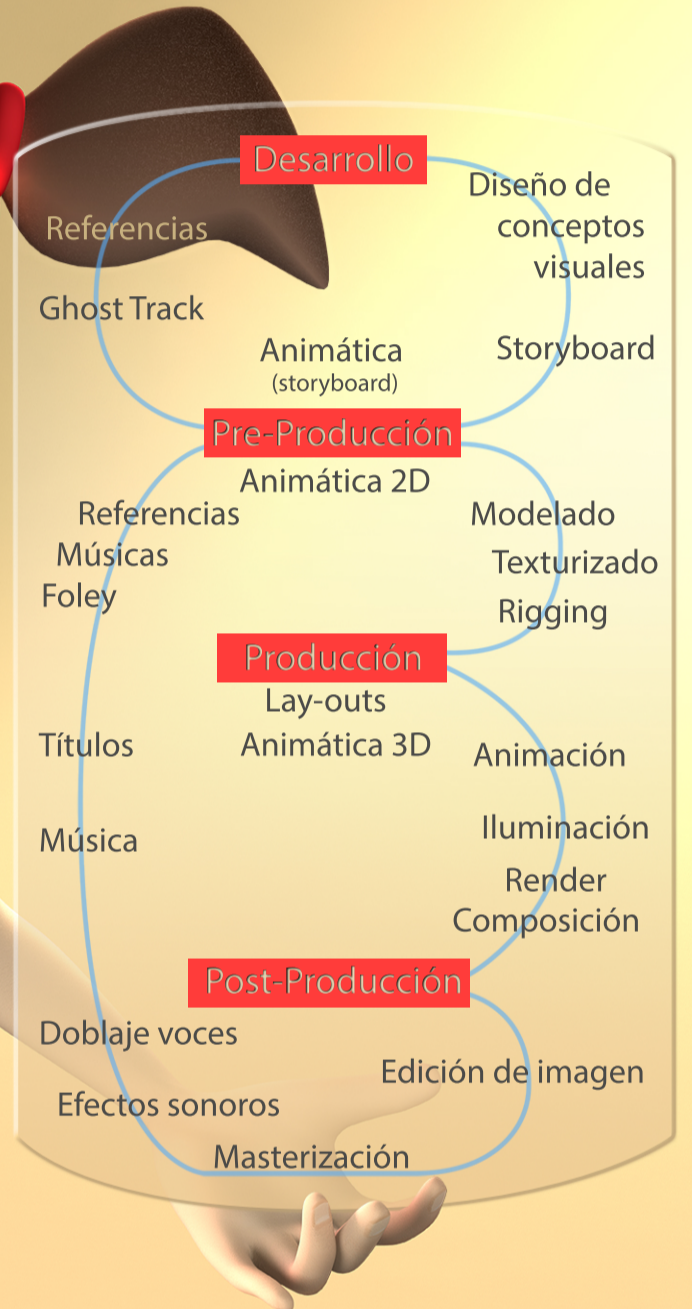 Desarrollo
Diseño de
conceptos
visuales
Referencias
Ghost Track
Storyboard
Animática
(storyboard)
Pre-Producción
Animática 2D
Referencias
Músicas
Foley
Modelado
Texturizado
Rigging
Producción
Lay-outs
Animática 3D
Títulos
Música
Animación
Iluminación
Render
Composición
Post-Producción
Doblaje voces
Edición de imagen
Efectos sonoros
Masterización